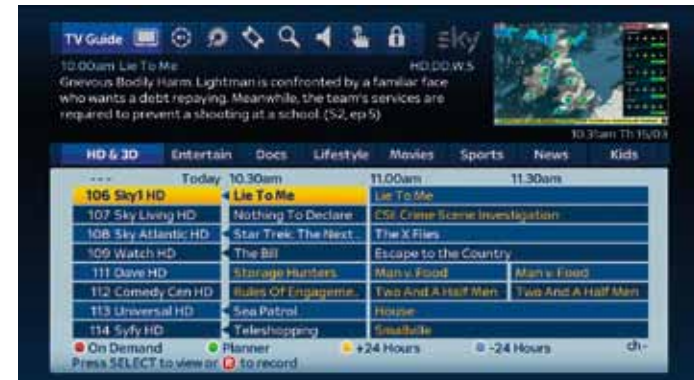 TV Guide sky
10.00am Lie To Me HD,DD,W,S
Grievous Bodily Harm. Lightman is confronted by a familiar face
who wants a debt repaying. Meanwhile, the team's services are
required to prevent a shooting at a school. (S2, ep 5)
10.31am Th 15/03
HD & 3D Entertain Docs Lifestyle Movies Sports News Kids
--- Today 10.30am 11.00am 11.30am
106 Sky1 HD Lie To Me Lie To Me
107 Sky Living HD Nothing To Declare CSI: Crime Scene Investigation
108 Sky Atlantic HD Star Trek: The Next... The X Files
109 Watch HD The Bill Escape to the Country
111 Dave HD Storage Hunters Man v. Food Man v. Food
112 Comedy Cen HD Rules Of Engageme... Two And A Half Men Two And A Half Men
113 Universal HD Sea Patrol House
114 Syfy HD Teleshopping Smallville
On Demand Planner +24 Hours -24 Hours ch-
Press SELECT to view or R to record